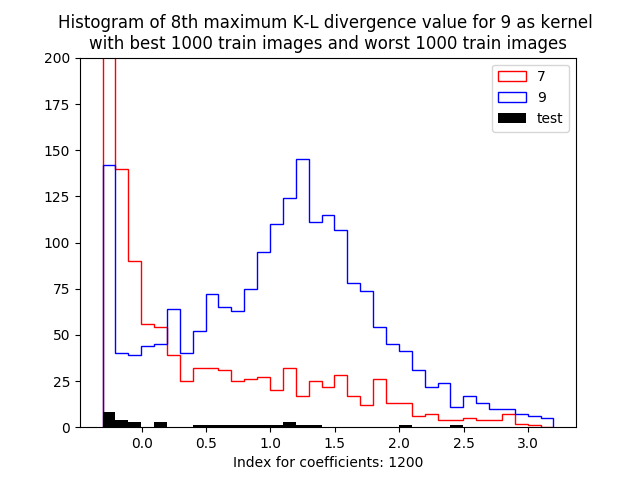 Histogram of 8th maximum K-L divergence value for 9 as kernel
with best 1000 train images and worst 1000 train images
200
175
150
125
100
75
50
25
0
7
9
test
0.0 0.5 1.0 1.5 2.0 2.5 3.0
Index for coefficients: 1200